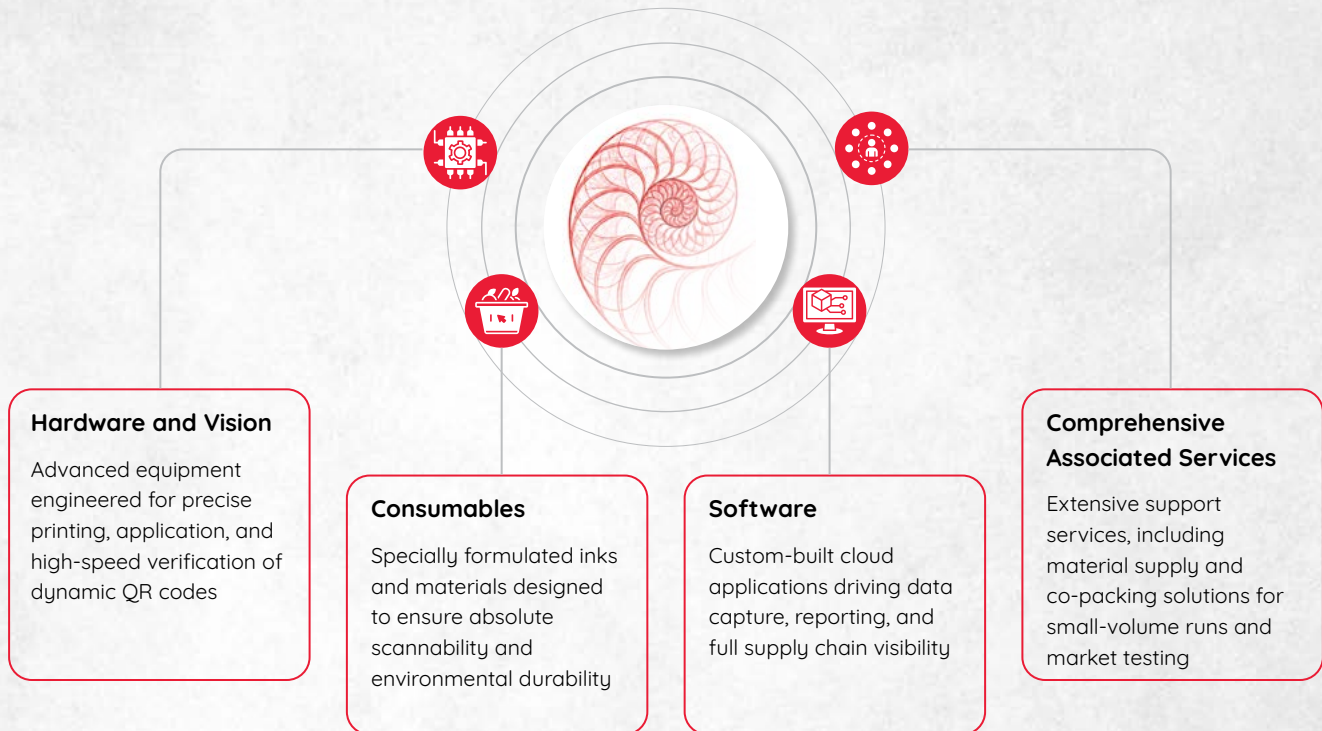 Hardware and Vision
Advanced equipment
engineered for precise
printing, application, and
high-speed verification of
dynamic QR codes
Consumables
Specially formulated inks
and materials designed
to ensure absolute
scannability and
environmental durability
Software
Custom-built cloud
applications driving data
capture, reporting, and
full supply chain visibility
Comprehensive
Associated Services
Extensive support
services, including
material supply and
co-packing solutions for
small-volume runs and
market testing